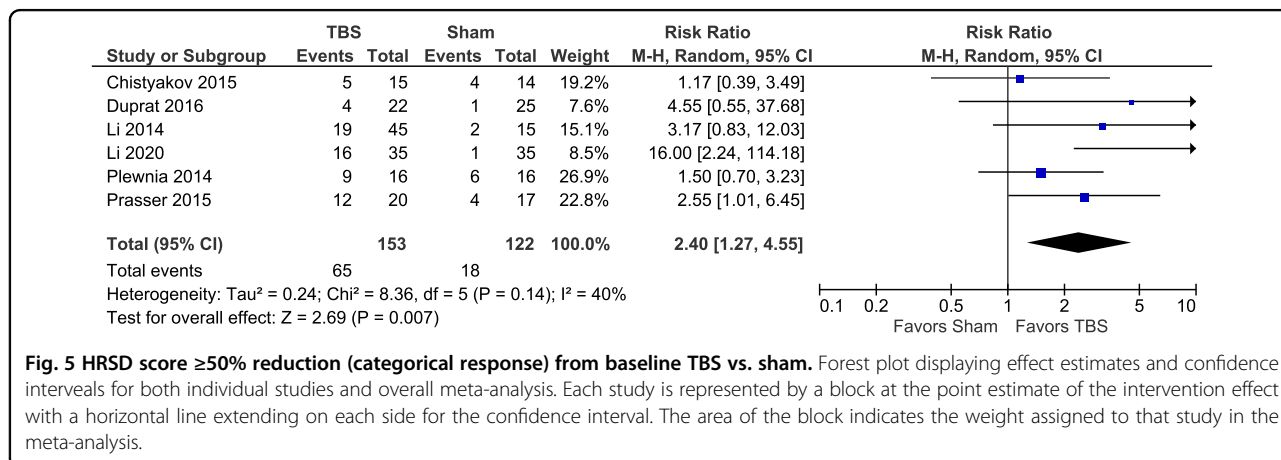 TBS Sham Risk Ratio Risk Ratio
Study or Subgroup Events Total Events Total Weight M-H, Random, 95% CI M-H, Random, 95% CI
Chistyakov 2015 5 15 4 14 19.2% 1.17 [0.39, 3.49]
Duprat 2016 4 22 1 25 7.6% 4.55 [0.55, 37.68]
Li 2014 19 45 2 15 15.1% 3.17 [0.83, 12.03]
Li 2020 16 35 1 35 8.5% 16.00 [2.24, 114.18]
Plewnia 2014 9 16 6 16 26.9% 1.50 [0.70, 3.23]
Prasser 2015 12 20 4 17 22.8% 2.55 [1.01, 6.45]
Total (95% CI) 153 122 100.0% 2.40 [1.27, 4.55]
Total events 65 18
Heterogeneity: Tau² = 0.24; Chi² = 8.36, df = 5 (P = 0.14); I² = 40%
Test for overall effect: Z = 2.69 (P = 0.007)
0.1 0.2 0.5 1 2 5 10
Favors Sham Favors TBS
Fig. 5 HRSD score ≥50% reduction (categorical response) from baseline TBS vs. sham. Forest plot displaying effect estimates and confidence
interveals for both individual studies and overall meta-analysis. Each study is represented by a block at the point estimate of the intervention effect
with a horizontal line extending on each side for the confidence interval. The area of the block indicates the weight assigned to that study in the
meta-analysis.